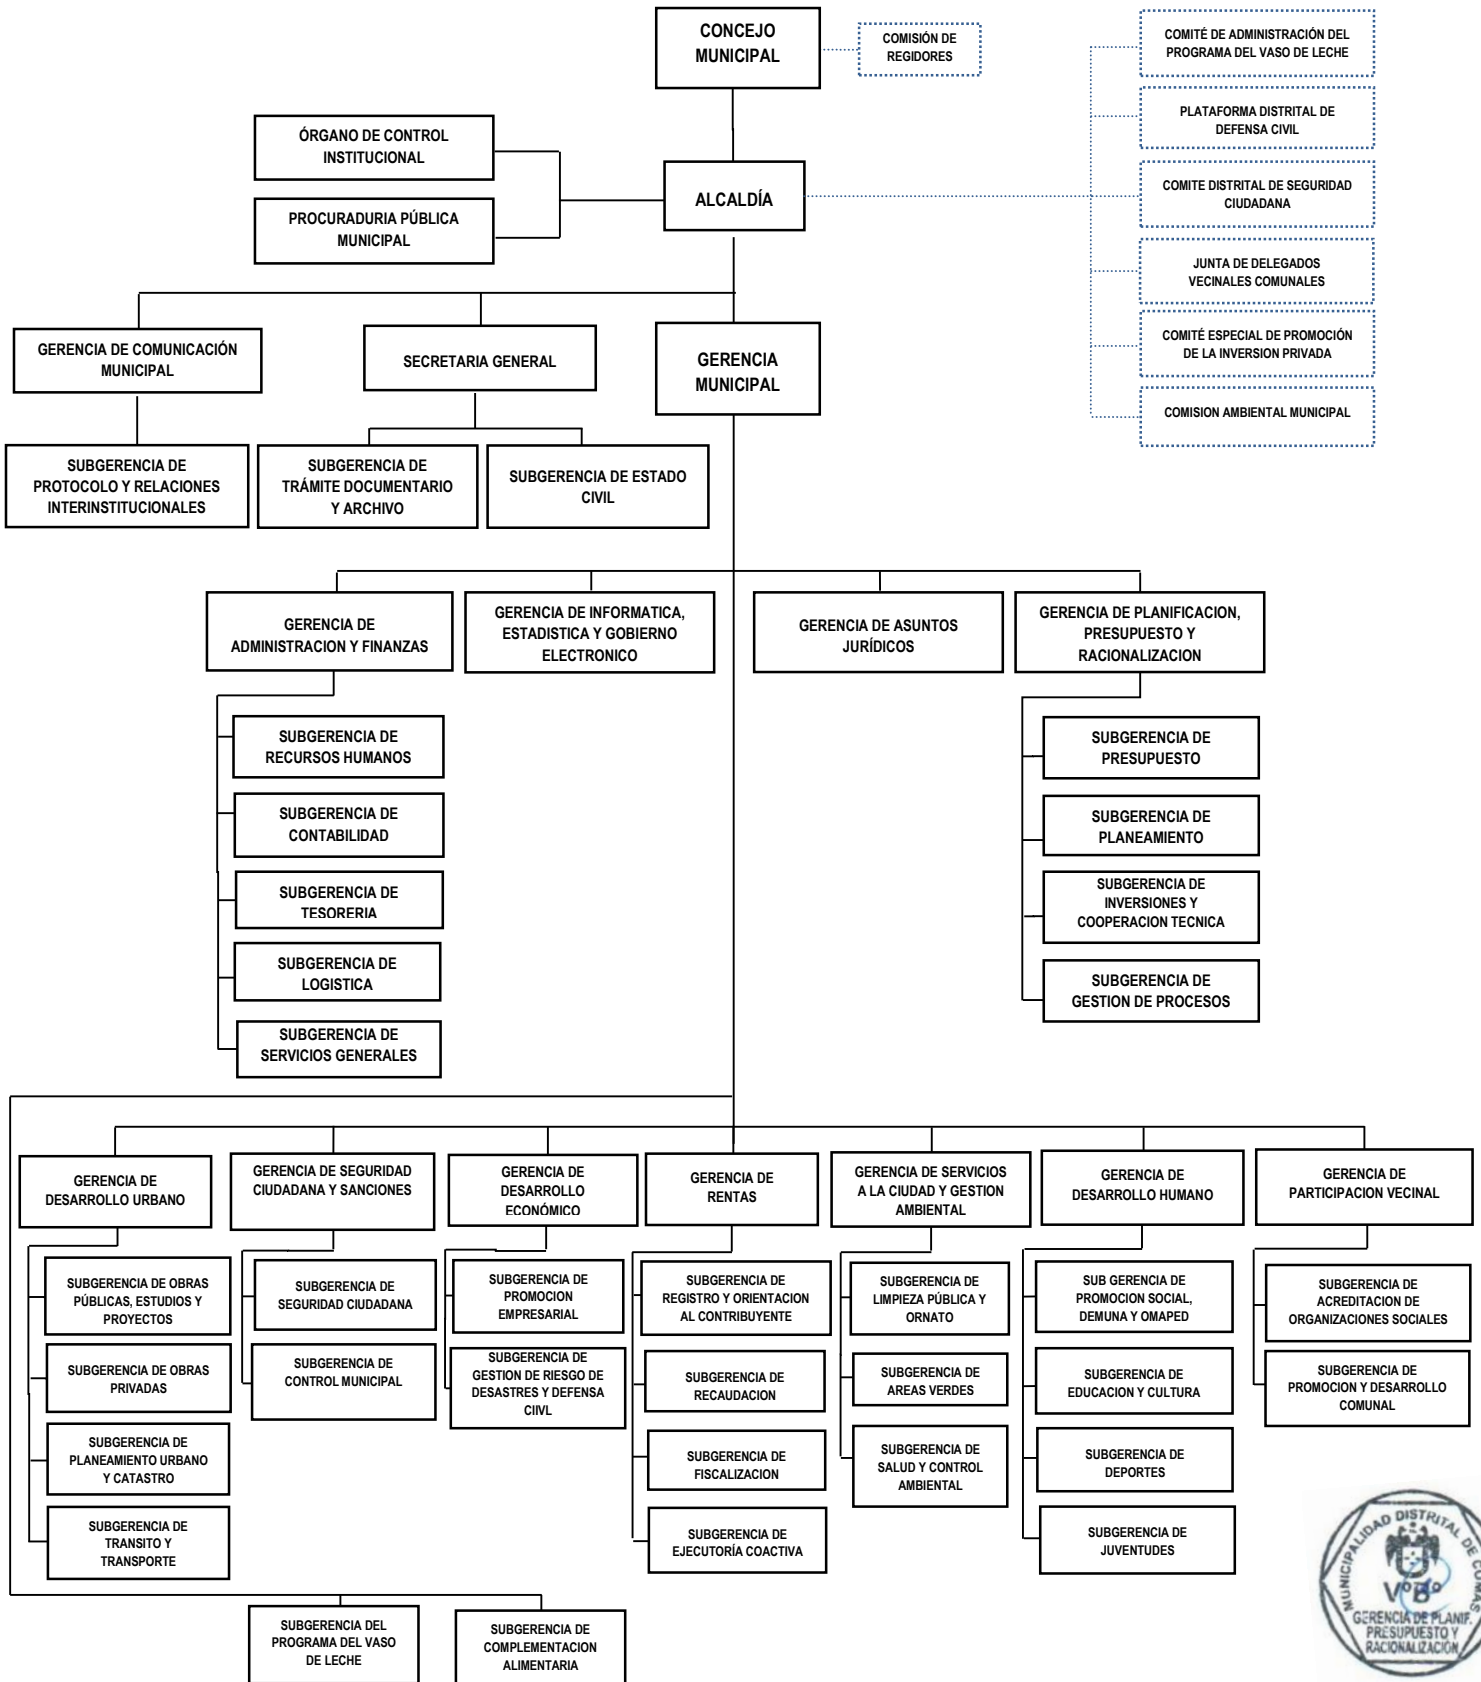 CONCEJO
MUNICIPAL
COMISIÓN DE
REGIDORES
COMITÉ DE ADMINISTRACIÓN DEL
PROGRAMA DEL VASO DE LECHE
PLATAFORMA DISTRITAL DE
DEFENSA CIVIL
COMITE DISTRITAL DE SEGURIDAD
CIUDADANA
JUNTA DE DELEGADOS
VECINALES COMUNALES
COMITÉ ESPECIAL DE PROMOCIÓN
DE LA INVERSION PRIVADA
COMISION AMBIENTAL MUNICIPAL
ÓRGANO DE CONTROL
INSTITUCIONAL
PROCURADURIA PÚBLICA
MUNICIPAL
ALCALDÍA
GERENCIA DE COMUNICACIÓN
MUNICIPAL
SECRETARIA GENERAL
GERENCIA
MUNICIPAL
SUBGERENCIA DE
PROTOCOLO Y RELACIONES
INTERINSTITUCIONALES
SUBGERENCIA DE
TRÁMITE DOCUMENTARIO
Y ARCHIVO
SUBGERENCIA DE ESTADO
CIVIL
GERENCIA DE
ADMINISTRACION Y FINANZAS
GERENCIA DE INFORMATICA,
ESTADISTICA Y GOBIERNO
ELECTRONICO
GERENCIA DE ASUNTOS
JURÍDICOS
GERENCIA DE PLANIFICACION,
PRESUPUESTO Y
RACIONALIZACION
SUBGERENCIA DE
RECURSOS HUMANOS
SUBGERENCIA DE
CONTABILIDAD
SUBGERENCIA DE
TESORERIA
SUBGERENCIA DE
LOGISTICA
SUBGERENCIA DE
SERVICIOS GENERALES
SUBGERENCIA DE
PRESUPUESTO
SUBGERENCIA DE
PLANEAMIENTO
SUBGERENCIA DE
INVERSIONES Y
COOPERACION TECNICA
SUBGERENCIA DE
GESTION DE PROCESOS
GERENCIA DE
DESARROLLO URBANO
GERENCIA DE SEGURIDAD
CIUDADANA Y SANCIONES
GERENCIA DE
DESARROLLO
ECONÓMICO
GERENCIA DE
RENTAS
GERENCIA DE SERVICIOS
A LA CIUDAD Y GESTION
AMBIENTAL
GERENCIA DE
DESARROLLO HUMANO
GERENCIA DE
PARTICIPACION VECINAL
SUBGERENCIA DE OBRAS
PÚBLICAS, ESTUDIOS Y
PROYECTOS
SUBGERENCIA DE OBRAS
PRIVADAS
SUBGERENCIA DE
PLANEAMIENTO URBANO
Y CATASTRO
SUBGERENCIA DE
TRANSITO Y
TRANSPORTE
SUBGERENCIA DE
SEGURIDAD CIUDADANA
SUBGERENCIA DE
CONTROL MUNICIPAL
SUBGERENCIA DE
PROMOCION
EMPRESARIAL
SUBGERENCIA DE
GESTION DE RIESGO DE
DESASTRES Y DEFENSA
CIIVL
SUBGERENCIA DE
REGISTRO Y ORIENTACION
AL CONTRIBUYENTE
SUBGERENCIA DE
RECAUDACION
SUBGERENCIA DE
FISCALIZACION
SUBGERENCIA DE
EJECUTORÍA COACTIVA
SUBGERENCIA DE
LIMPIEZA PÚBLICA Y
ORNATO
SUBGERENCIA DE
AREAS VERDES
SUBGERENCIA DE
SALUD Y CONTROL
AMBIENTAL
SUB GERENCIA DE
PROMOCION SOCIAL,
DEMUNA Y OMAPED
SUBGERENCIA DE
EDUCACION Y CULTURA
SUBGERENCIA DE
DEPORTES
SUBGERENCIA DE
JUVENTUDES
SUBGERENCIA DE
ACREDITACION DE
ORGANIZACIONES SOCIALES
SUBGERENCIA DE
PROMOCION Y DESARROLLO
COMUNAL
SUBGERENCIA DEL
PROGRAMA DEL VASO
DE LECHE
SUBGERENCIA DE
COMPLEMENTACION
ALIMENTARIA
MUNICIPALIDAD DISTRITAL DE COMAS
VºBº
GERENCIA DE PLANIF.
PRESUPUESTO Y
RACIONALIZACIÓN